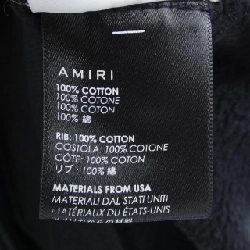 AMIRI
100% COTTON
100% COTONE
100% COTON
100% 綿
RIB: 100% COTTON
COSTOLA: 100% COTONE
CÔTE: 100% COTON
リブ : 100% 綿
MATERIALS FROM USA
MATERIALI DAL STATI UNITI
MATÉRIAUX DU ÉTATS-UNIS